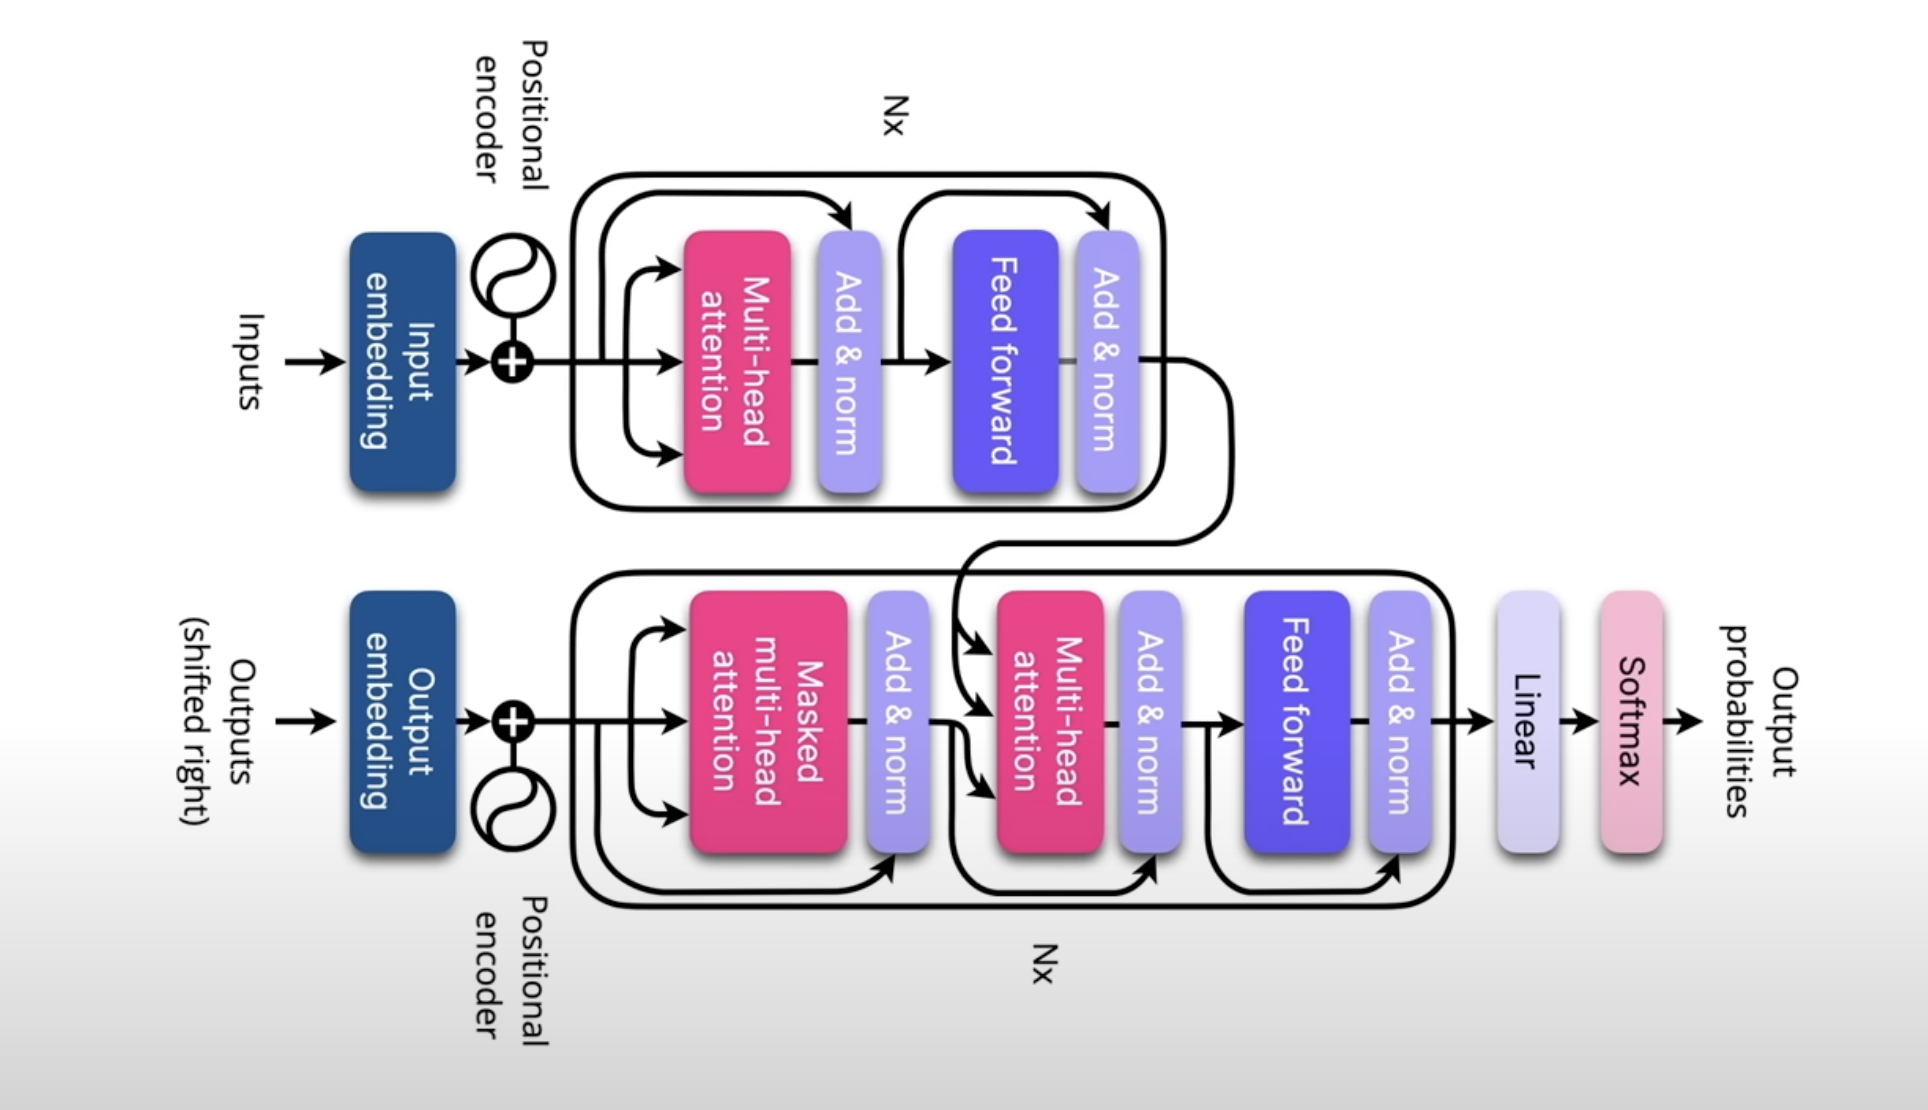 Positional
encoder
Nx
Inputs
Input
embedding
Multi-head
attention
Add & norm
Feed forward
Add & norm
Outputs
(shifted right)
Output
embedding
Positional
encoder
Masked
multi-head
attention
Add & norm
Multi-head
attention
Add & norm
Feed forward
Add & norm
Nx
Linear
Softmax
Output
probabilities